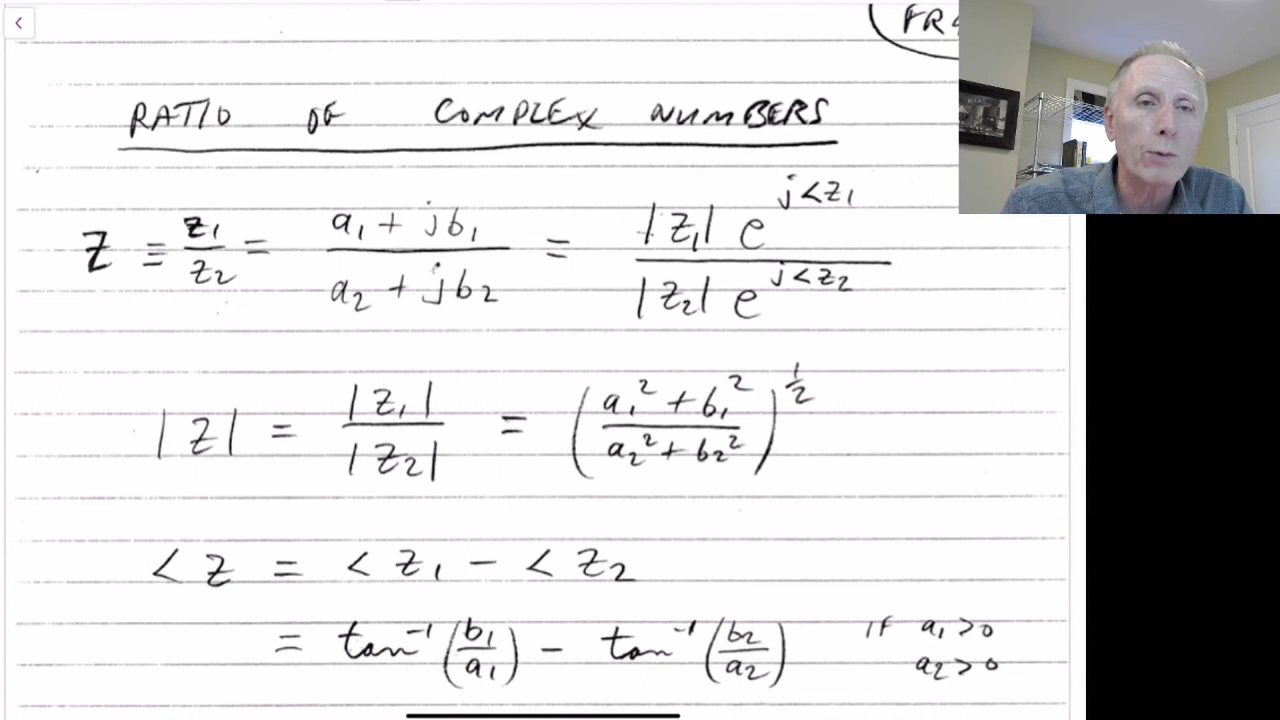 RATIO OF COMPLEX NUMBERS
z ≡ z₁/z₂ = (a₁ + jb₁)/(a₂ + jb₂) = (|z₁| e^(j<z₁))/(|z₂| e^(j<z₂))
|z| = |z₁|/|z₂| = ((a₁² + b₁²)/(a₂² + b₂²))^(1/2)
<z = <z₁ - <z₂
= tan⁻¹(b₁/a₁) - tan⁻¹(b₂/a₂) if a₁>0
a₂>0